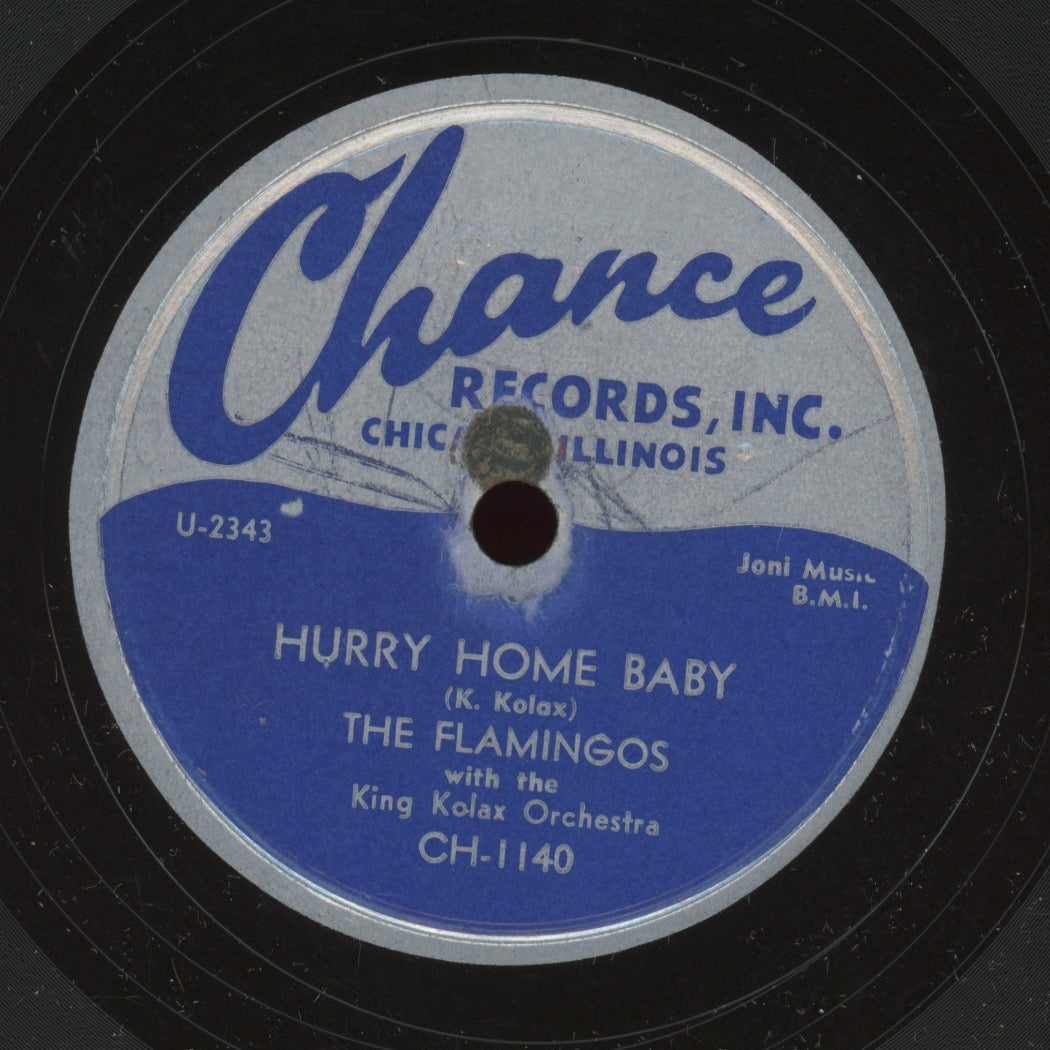 Chance
RECORDS, INC.
ILLINOIS
U-2343
Joni Music
B.M.I.
HURRY HOME BABY
(K. Kolax)
THE FLAMINGOS
with the
King Kolax Orchestra
CH-1140